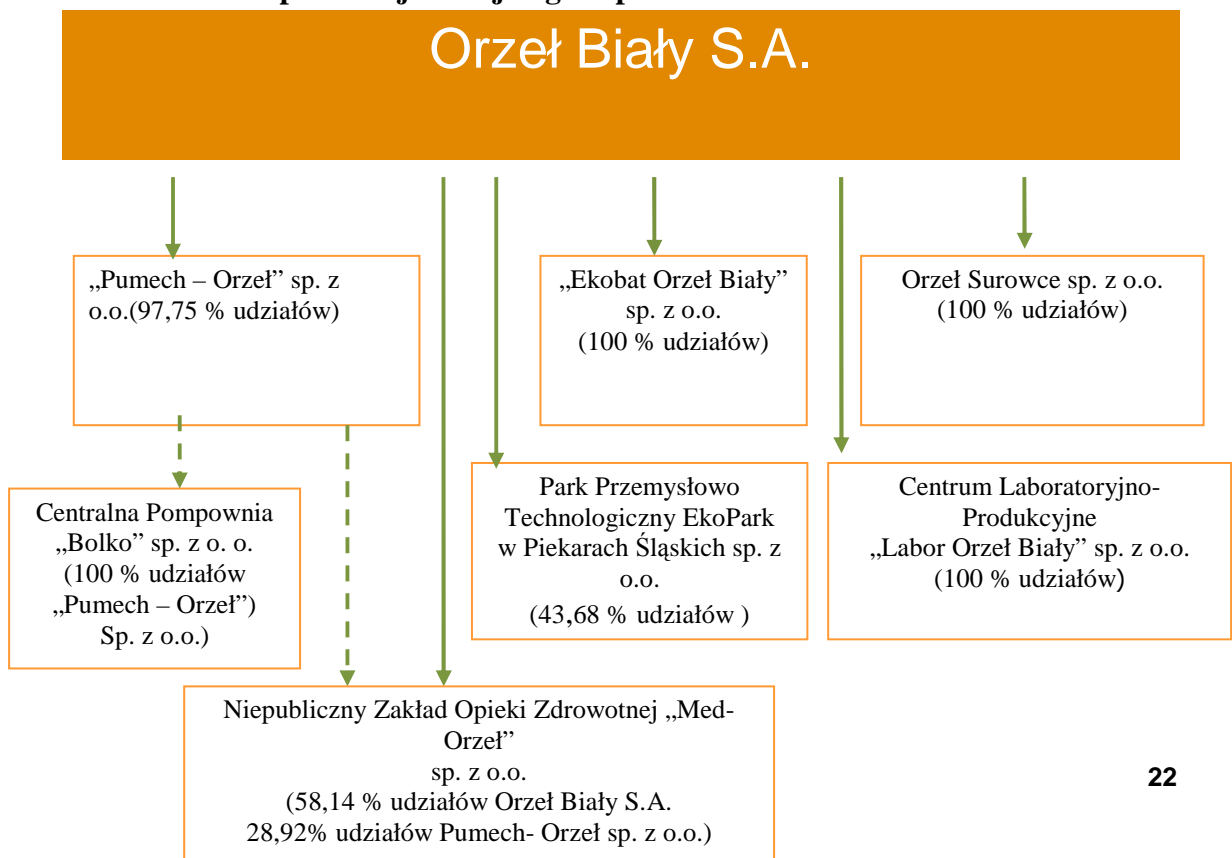 Orzeł Biały S.A.
„Pumech – Orzeł” sp. z
o.o.(97,75 % udziałów)
„Ekobat Orzeł Biały”
sp. z o.o.
(100 % udziałów)
Orzeł Surowce sp. z o.o.
(100 % udziałów)
Centralna Pompownia
„Bolko” sp. z o. o.
(100 % udziałów
„Pumech – Orzeł”)
Sp. z o.o.)
Park Przemysłowo
Technologiczny EkoPark
w Piekarach Śląskich sp. z
o.o.
(43,68 % udziałów )
Centrum Laboratoryjno-
Produkcyjne
„Labor Orzeł Biały” sp. z o.o.
(100 % udziałów)
Niepubliczny Zakład Opieki Zdrowotnej „Med-
Orzeł”
sp. z o.o.
(58,14 % udziałów Orzeł Biały S.A.
28,92% udziałów Pumech- Orzeł sp. z o.o.)
22